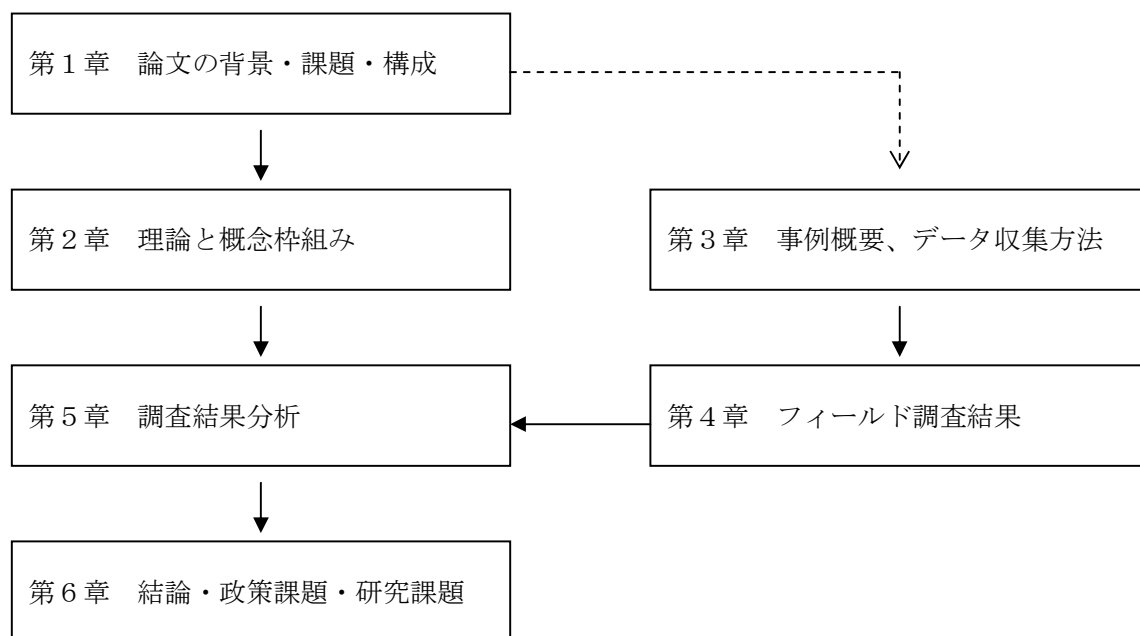 第１章　論文の背景・課題・構成
第２章　理論と概念枠組み
第３章　事例概要、データ収集方法
第５章　調査結果分析
第４章　フィールド調査結果
第６章　結論・政策課題・研究課題